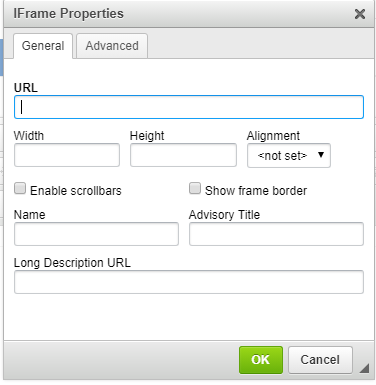 IFrame Properties
General Advanced
URL
Width Height Alignment
<not set>
Enable scrollbars Show frame border
Name Advisory Title
Long Description URL
OK Cancel